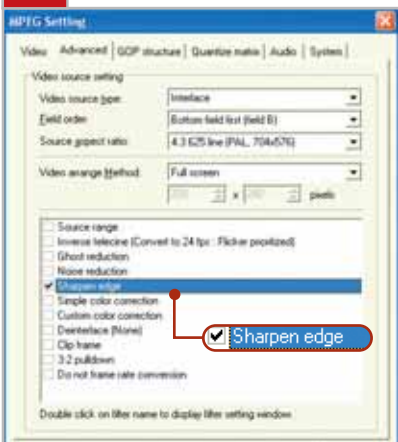 MPEG Setting
Video Advanced GOP structure Quantize matrix Audio System
Video source setting
Video source type: Interlace
Field order: Bottom field first (field B)
Source aspect ratio: 4:3 625 line (PAL, 704x576)
Video arrange Method: Full screen
x pixels
Source range
Inverse telecine (Convert to 24 fps : Flicker prioritized)
Ghost reduction
Noise reduction
Sharpen edge
Simple color correction
Custom color correction
Deinterlace (None)
Sharpen edge
Clip frame
3:2 pulldown
Do not frame rate conversion
Double click on filter name to display filter setting window